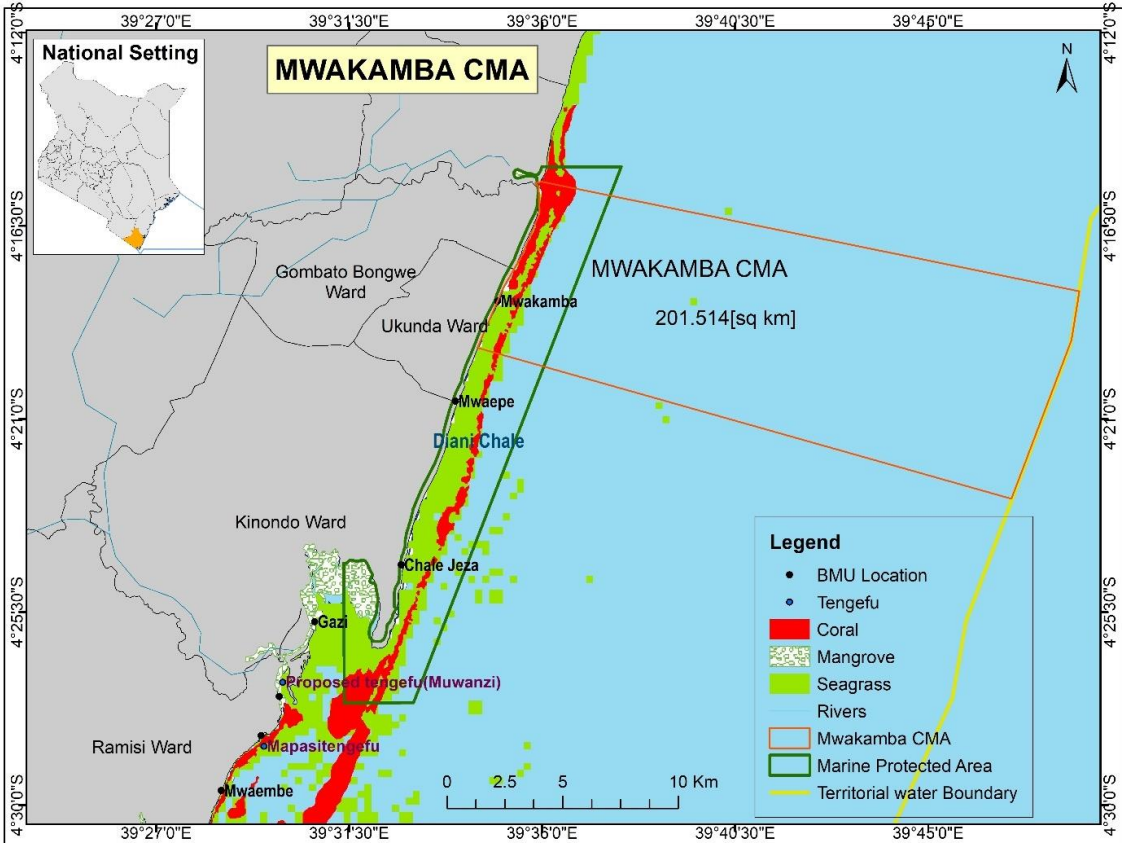 39°27'0"E
39°31'30"E
39°36'0"E
39°40'30"E
39°45'0"E
4°12'0"S
4°12'0"S
National Setting
MWAKAMBA CMA
N
4°16'30"S
4°16'30"S
Gombato Bongwe
Ward
MWAKAMBA CMA
Mwakamba
201.514[sq km]
Ukunda Ward
4°21'0"S
4°21'0"S
Mwaepe
Diani Chale
Kinondo Ward
Chale Jeza
4°25'30"S
4°25'30"S
Gazi
Proposed tengefu(Muwanzi)
Ramisi Ward
Mapasitengefu
Mwaembe
0 2.5 5 10 Km
Legend
BMU Location
Tengefu
Coral
Mangrove
Seagrass
Rivers
Mwakamba CMA
Marine Protected Area
Territorial water Boundary
4°30'0"S
4°30'0"S
39°27'0"E
39°31'30"E
39°36'0"E
39°40'30"E
39°45'0"E